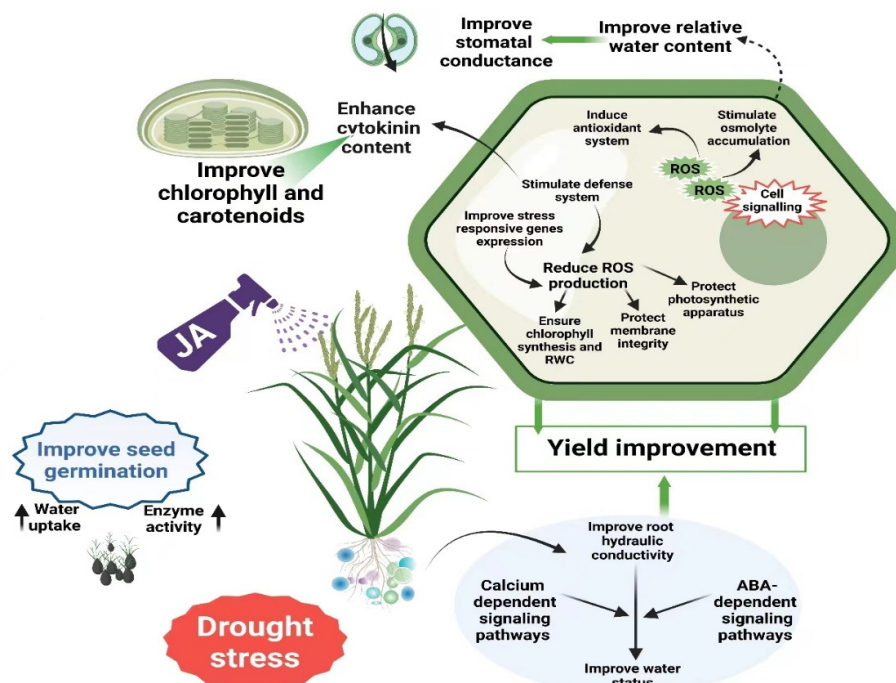 Improve
stomatal
conductance
Improve relative
water content
Enhance
cytokinin
content
Improve
chlorophyll and
carotenoids
Induce
antioxidant
system
Stimulate
osmolyte
accumulation
ROS
ROS
Cell
signalling
Stimulate defense
system
Improve stress
responsive genes
expression
Reduce ROS
production
Protect
photosynthetic
apparatus
Ensure
chlorophyll
synthesis and
RWC
Protect
membrane
integrity
JA
Yield improvement
Improve seed
germination
Water
uptake
Enzyme
activity
Improve root
hydraulic
conductivity
Calcium
dependent
signaling
pathways
ABA-
dependent
signaling
pathways
Drought
stress
Improve water
status